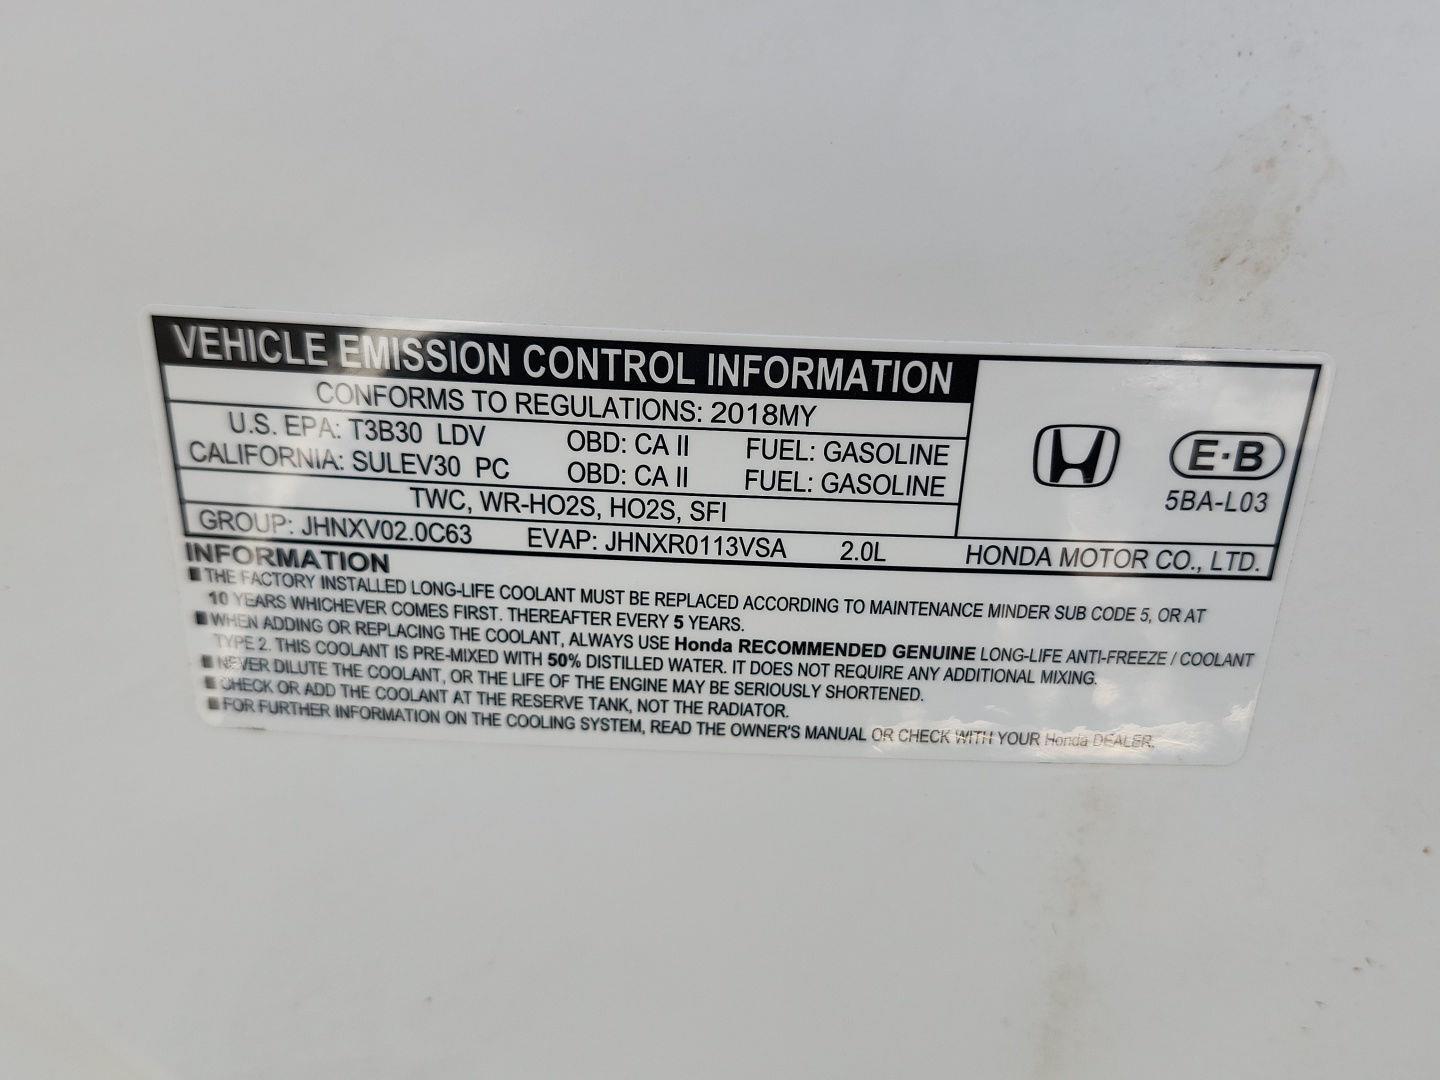 VEHICLE EMISSION CONTROL INFORMATION
CONFORMS TO REGULATIONS: 2018MY
U.S. EPA: T3B30 LDV OBD: CA II FUEL: GASOLINE
CALIFORNIA: SULEV30 PC OBD: CA II FUEL: GASOLINE
TWC, WR-HO2S, HO2S, SFI
E·B
5BA-L03
GROUP: JHNXV02.0C63 EVAP: JHNXR0113VSA 2.0L HONDA MOTOR CO., LTD.
INFORMATION
■ THE FACTORY INSTALLED LONG-LIFE COOLANT MUST BE REPLACED ACCORDING TO MAINTENANCE MINDER SUB CODE 5, OR AT
10 YEARS WHICHEVER COMES FIRST. THEREAFTER EVERY 5 YEARS.
■ WHEN ADDING OR REPLACING THE COOLANT, ALWAYS USE Honda RECOMMENDED GENUINE LONG-LIFE ANTI-FREEZE / COOLANT
TYPE 2. THIS COOLANT IS PRE-MIXED WITH 50% DISTILLED WATER. IT DOES NOT REQUIRE ANY ADDITIONAL MIXING.
■ NEVER DILUTE THE COOLANT, OR THE LIFE OF THE ENGINE MAY BE SERIOUSLY SHORTENED.
■ CHECK OR ADD THE COOLANT AT THE RESERVE TANK, NOT THE RADIATOR.
■ FOR FURTHER INFORMATION ON THE COOLING SYSTEM, READ THE OWNER'S MANUAL OR CHECK WITH YOUR Honda DEALER.